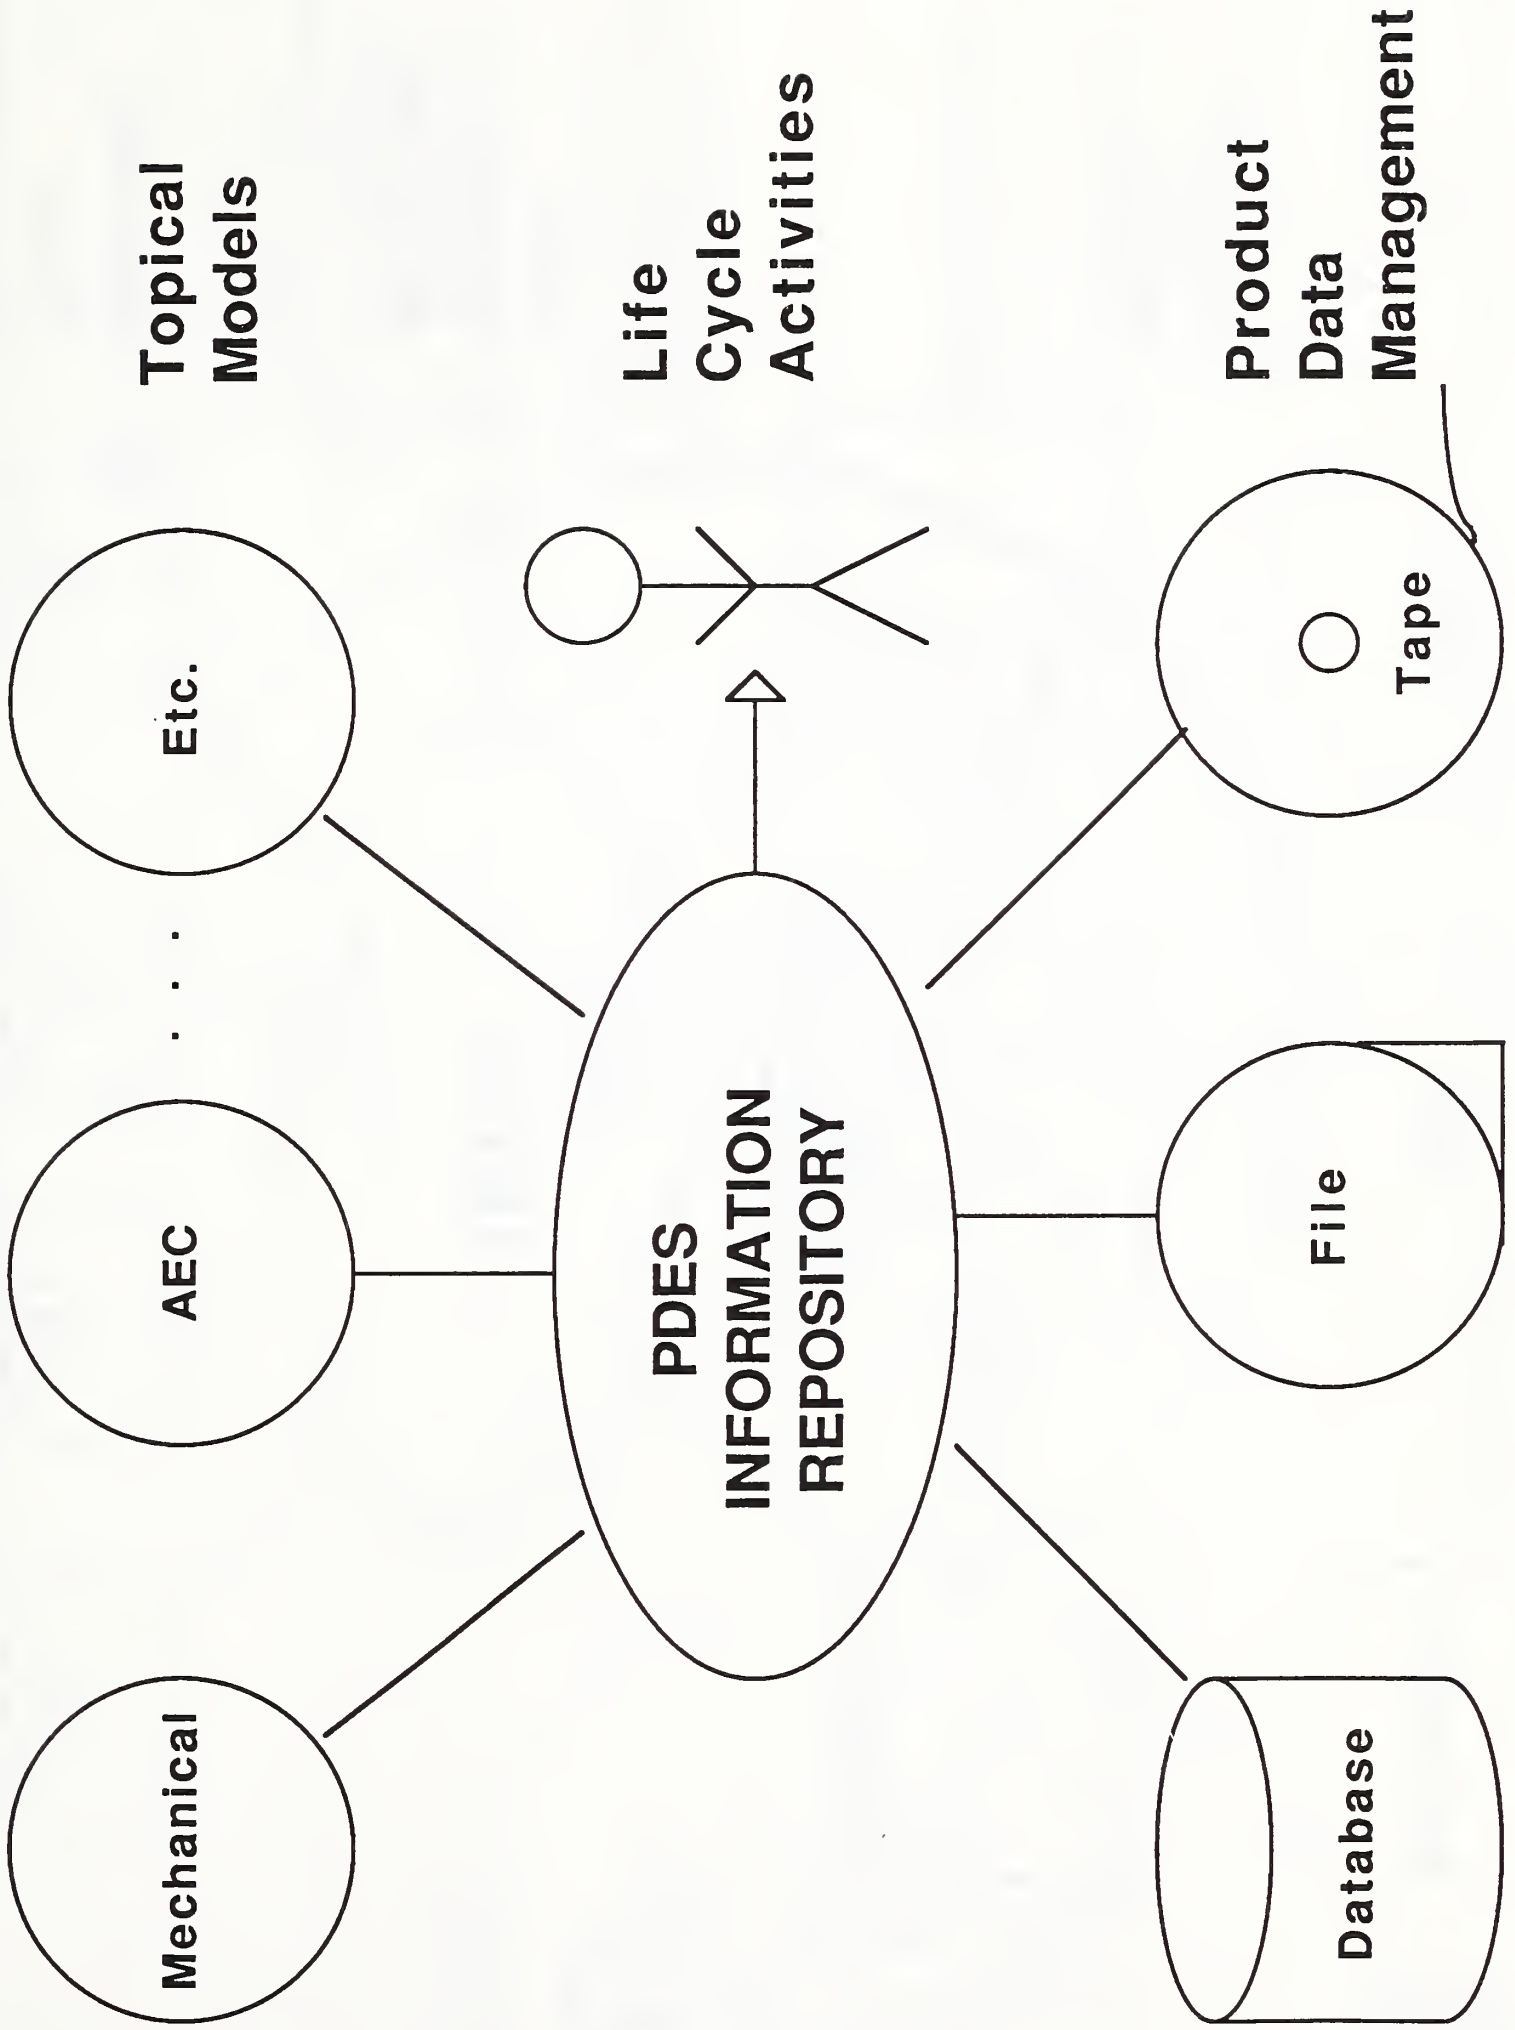 Mechanical
AEC
. . .
Etc.
Topical
Models
PDES
INFORMATION
REPOSITORY
Life
Cycle
Activities
Database
File
Tape
Product
Data
Management